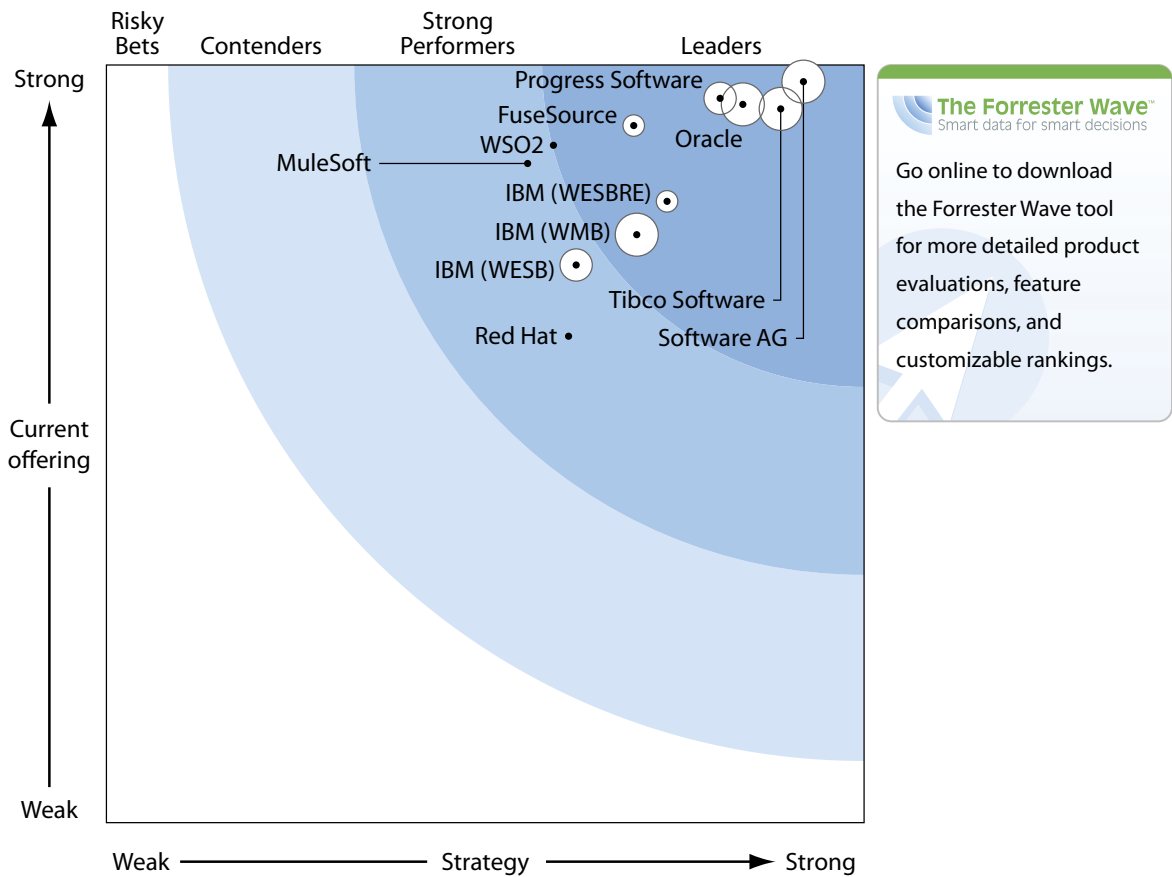 Risky
Bets
Contenders
Strong
Performers
Leaders
Strong
Current
offering
Weak
Progress Software
FuseSource
Oracle
WSO2
MuleSoft
IBM (WESBRE)
IBM (WMB)
IBM (WESB)
Tibco Software
Red Hat
Software AG
Weak
Strategy
Strong
The Forrester Wave™
Smart data for smart decisions
Go online to download
the Forrester Wave tool
for more detailed product
evaluations, feature
comparisons, and
customizable rankings.